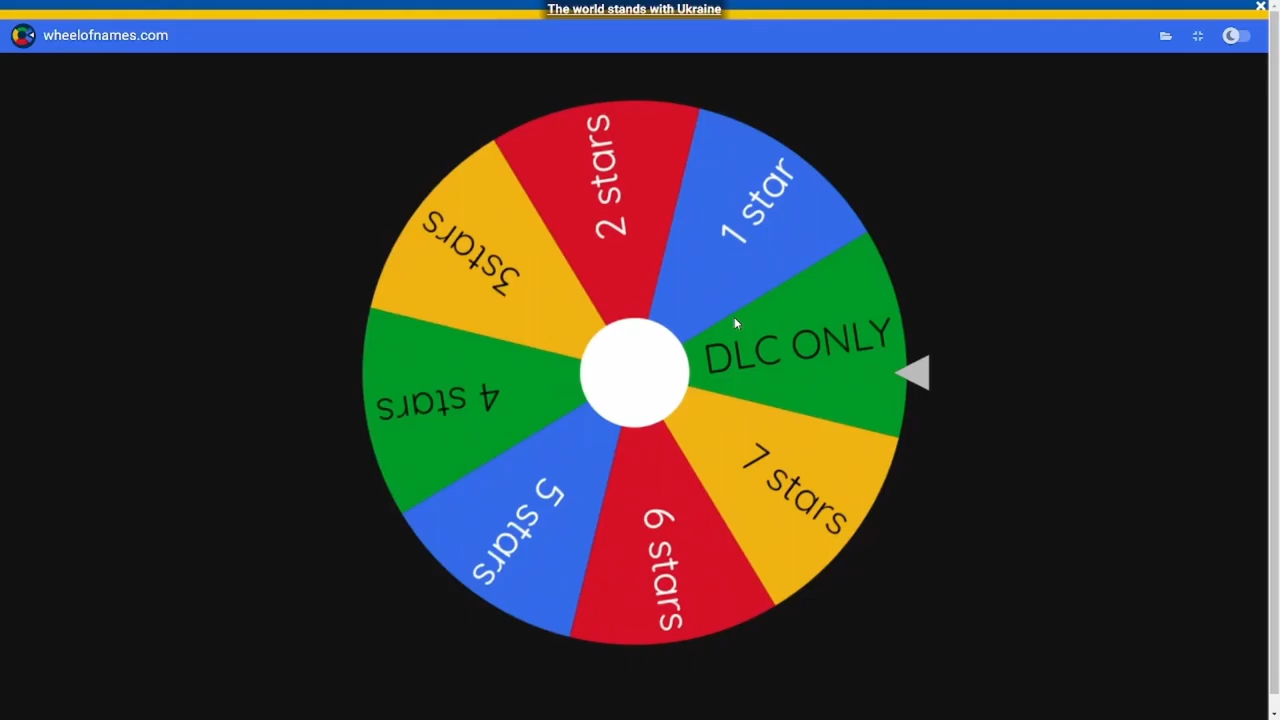 The world stands with Ukraine
wheelofnames.com
2 stars
1 star
3stars
DLC ONLY
4 stars
7 stars
5 stars
6 stars